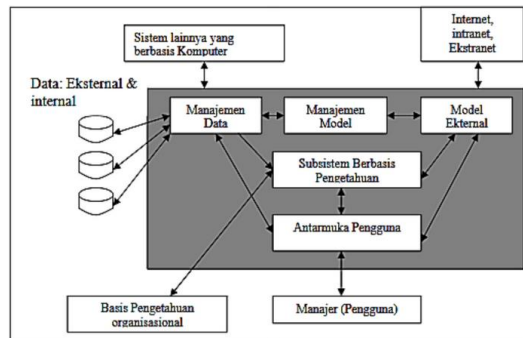 Sistem lainnya yang
berbasis Komputer
Internet,
intranet,
Ekstranet
Data: Eksternal &
internal
Manajemen
Data
Manajemen
Model
Model
Ekternal
Subsistem Berbasis
Pengetahuan
Antarmuka Pengguna
Basis Pengetahuan
organisasional
Manajer (Pengguna)